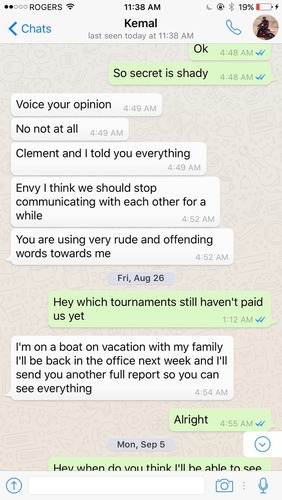 ROGERS 11:38 AM 19%
Chats Kemal
last seen today at 11:38 AM
Ok 4:48 AM
So secret is shady 4:48 AM
Voice your opinion 4:49 AM
No not at all 4:49 AM
Clement and I told you everything
4:49 AM
Envy I think we should stop
communicating with each other for a
while 4:52 AM
You are using very rude and offending
words towards me 4:52 AM
Fri, Aug 26
Hey which tournaments still haven't paid
us yet 1:12 AM
I'm on a boat on vacation with my family
I'll be back in the office next week and I'll
send you another full report so you can
see everything 4:54 AM
Alright 4:55 AM
Mon, Sep 5
Hey when do you think I'll be able to see